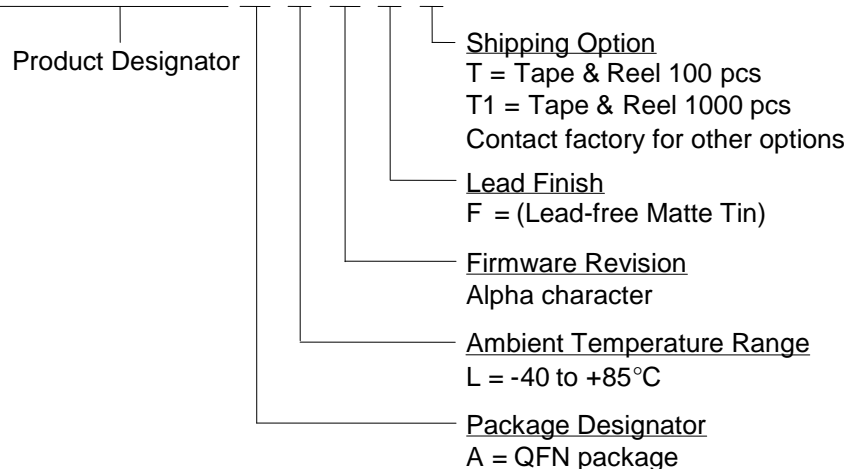 Product Designator
Shipping Option
T = Tape & Reel 100 pcs
T1 = Tape & Reel 1000 pcs
Contact factory for other options
Lead Finish
F = (Lead-free Matte Tin)
Firmware Revision
Alpha character
Ambient Temperature Range
L = -40 to +85°C
Package Designator
A = QFN package